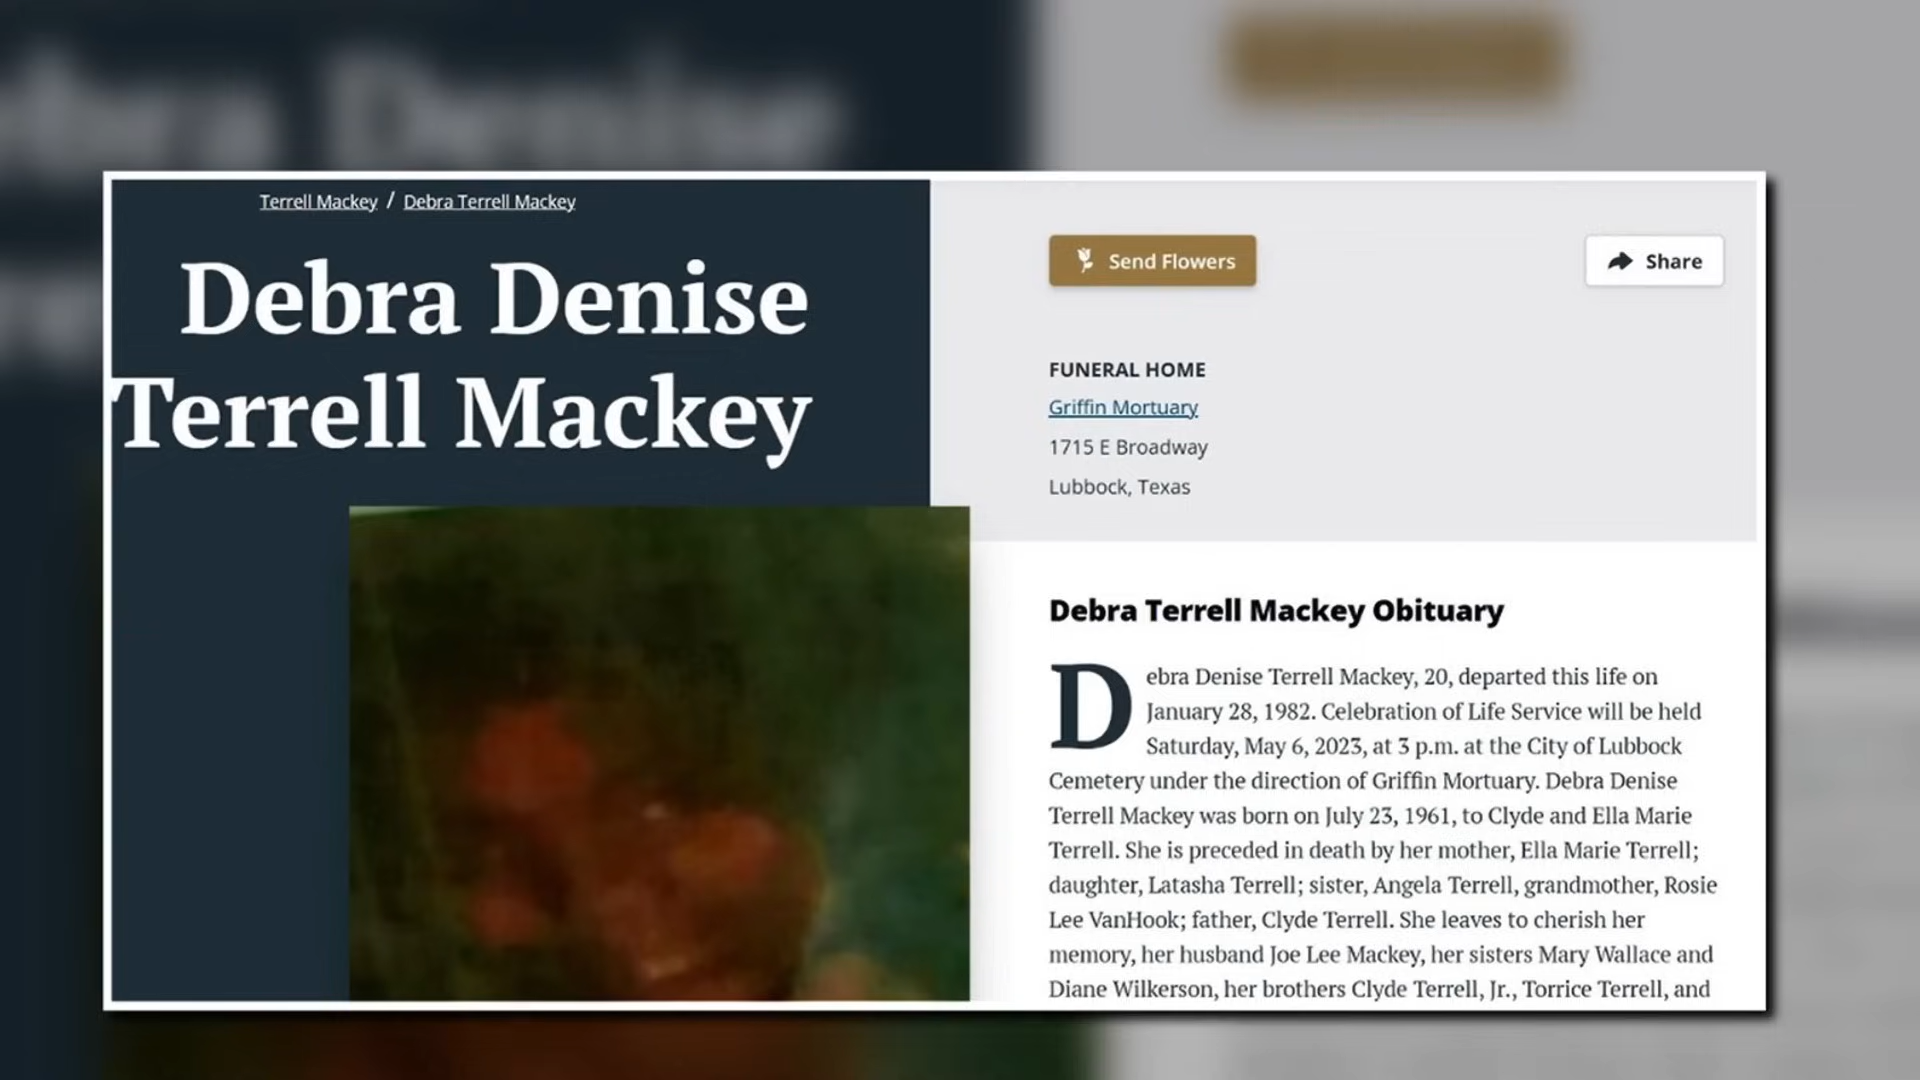 ebra Denise
Terrell Mackey / Debra Terrell Mackey
Debra Denise
Terrell Mackey
Send Flowers
Share
FUNERAL HOME
Griffin Mortuary
1715 E Broadway
Lubbock, Texas
Debra Terrell Mackey Obituary
Debra Denise Terrell Mackey, 20, departed this life on
January 28, 1982. Celebration of Life Service will be held
Saturday, May 6, 2023, at 3 p.m. at the City of Lubbock
Cemetery under the direction of Griffin Mortuary. Debra Denise
Terrell Mackey was born on July 23, 1961, to Clyde and Ella Marie
Terrell. She is preceded in death by her mother, Ella Marie Terrell;
daughter, Latasha Terrell; sister, Angela Terrell, grandmother, Rosie
Lee VanHook; father, Clyde Terrell. She leaves to cherish her
memory, her husband Joe Lee Mackey, her sisters Mary Wallace and
Diane Wilkerson, her brothers Clyde Terrell, Jr., Torrice Terrell, and